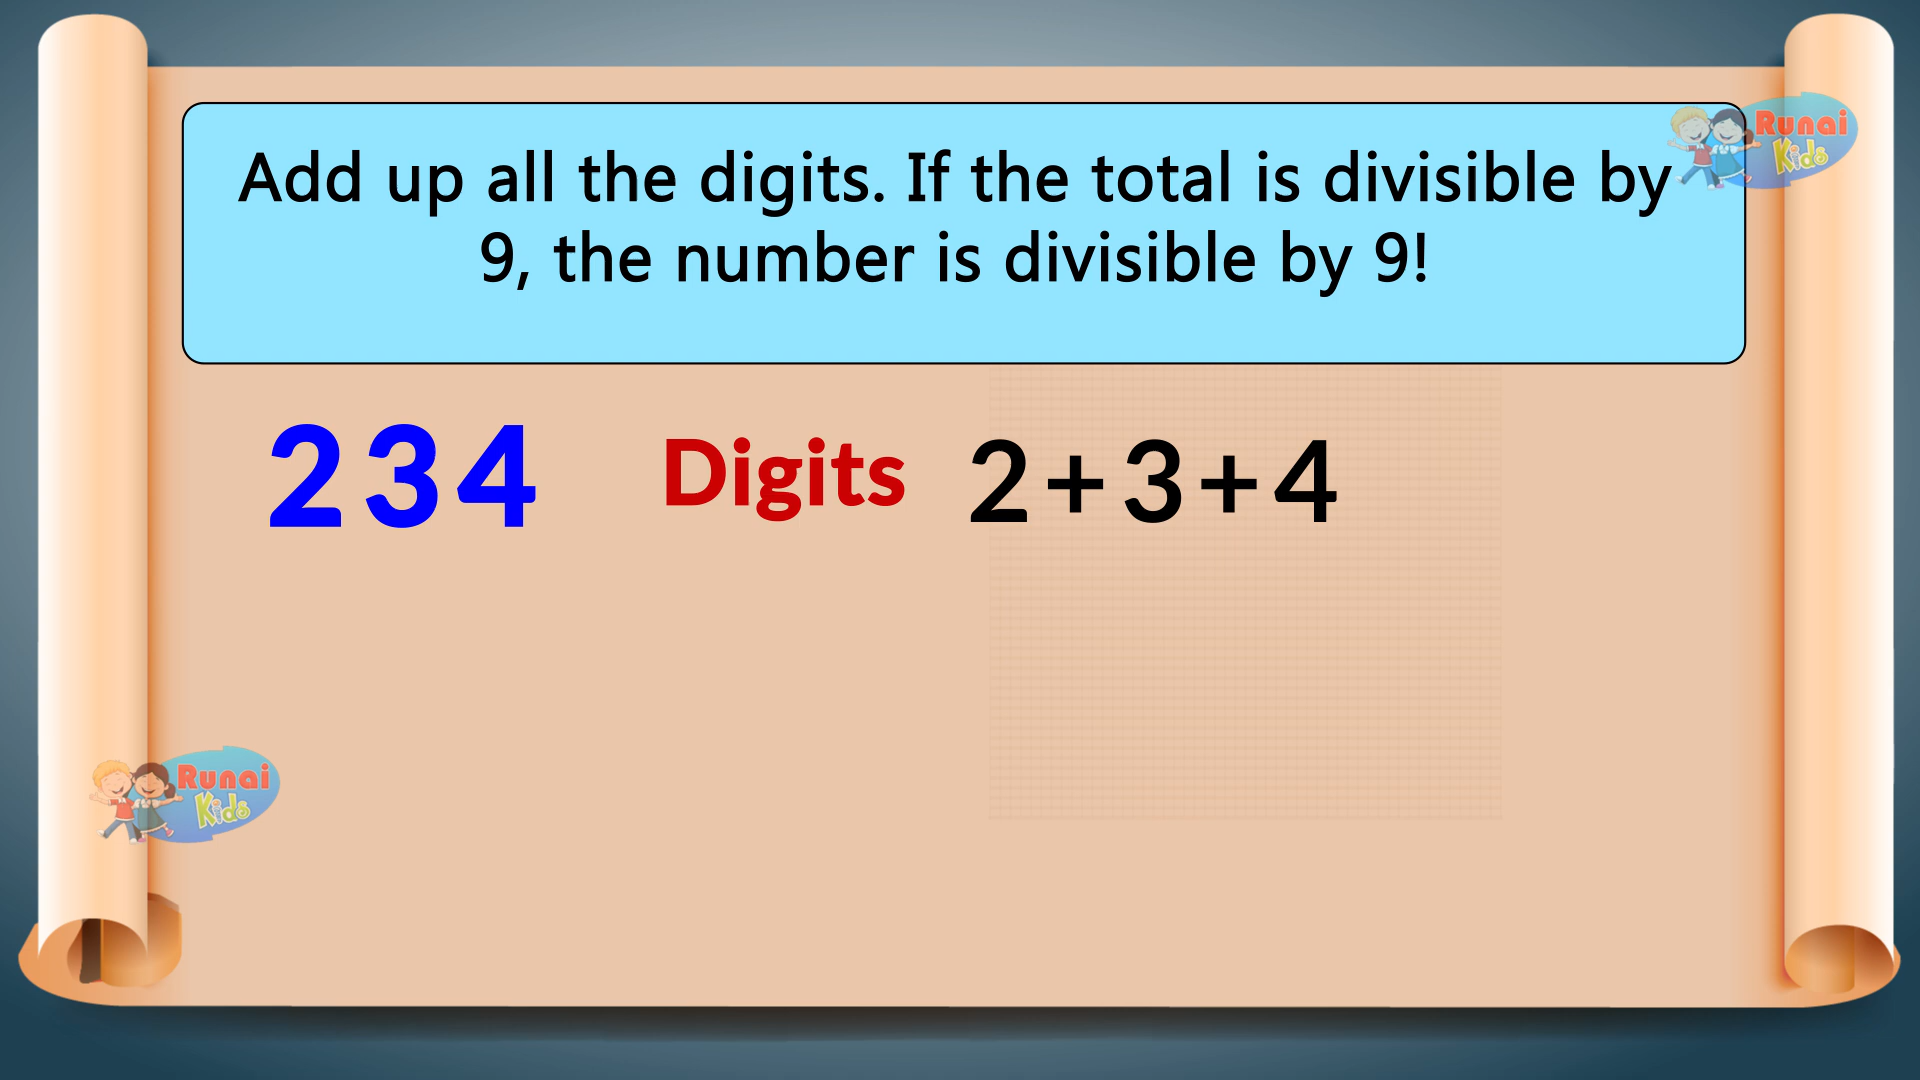 Add up all the digits. If the total is divisible by
9, the number is divisible by 9!
Runai
Kids
234 Digits 2+3+4
Runai
Kids